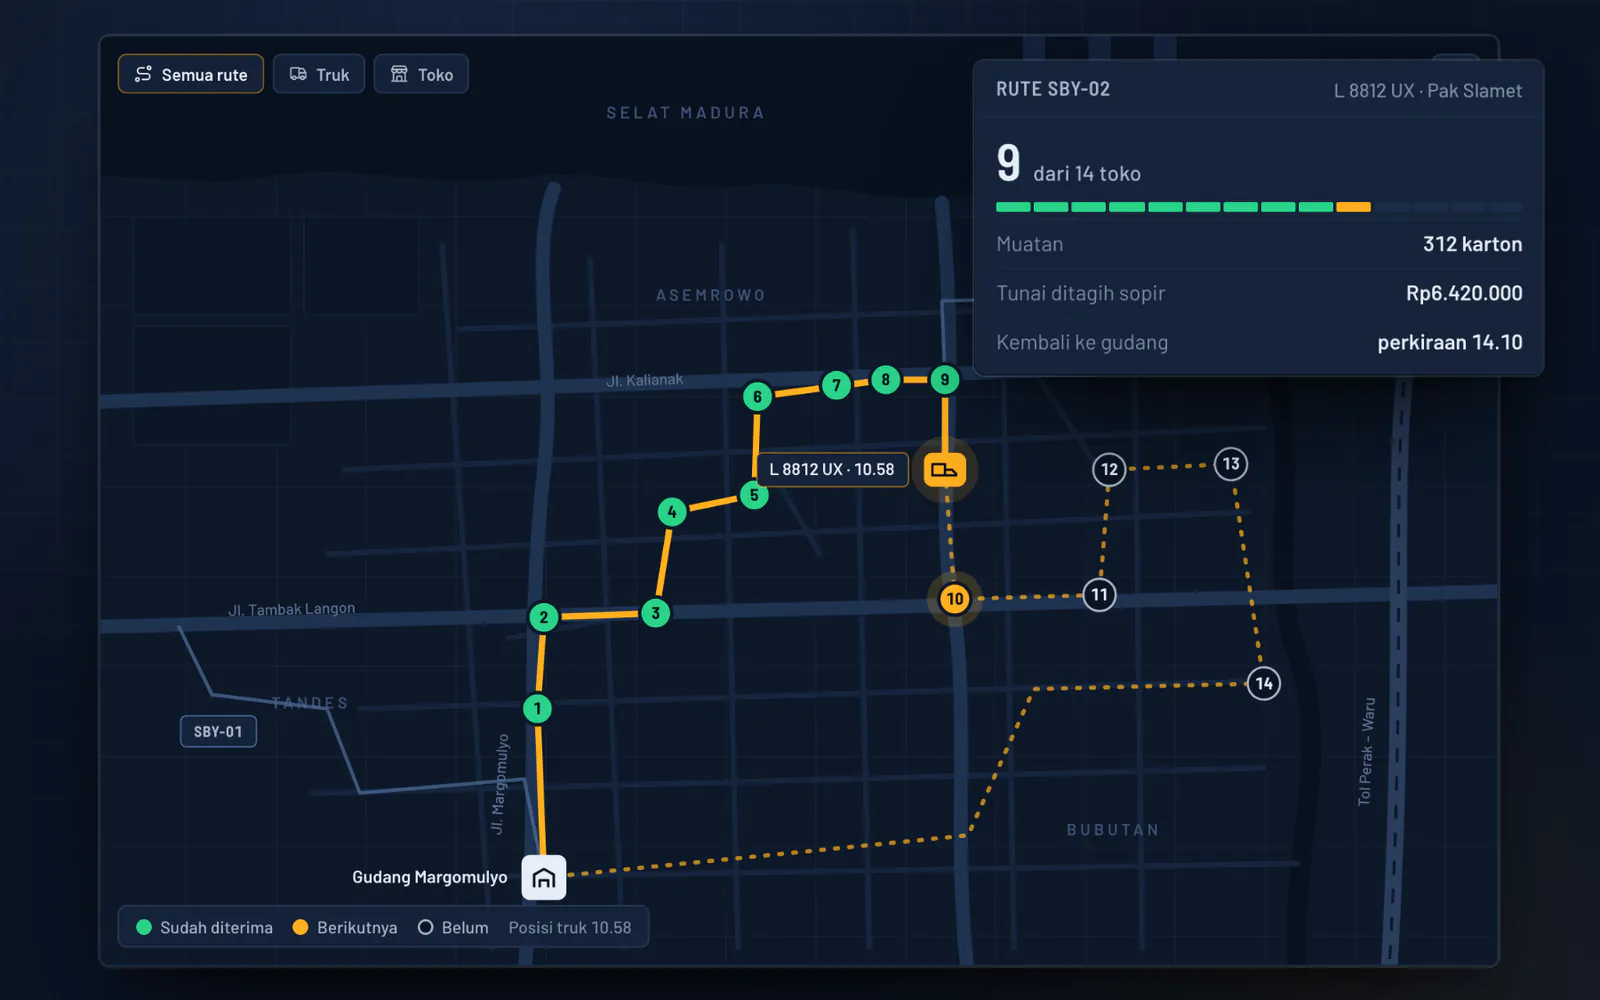 Semua rute
Truk
Toko
SELAT MADURA
RUTE SBY-02
L 8812 UX · Pak Slamet
9 dari 14 toko
Muatan
312 karton
Tunai ditagih sopir
Rp6.420.000
Kembali ke gudang
perkiraan 14.10
ASEMROWO
Jl. Kalianak
6
7
8
9
L 8812 UX · 10.58
12
13
5
4
10
11
Jl. Tambak Langon
2
3
14
TANDES
1
SBY-01
Jl. Margomulyo
Tol Perak – Waru
BUBUTAN
Gudang Margomulyo
Sudah diterima
Berikutnya
Belum
Posisi truk 10.58